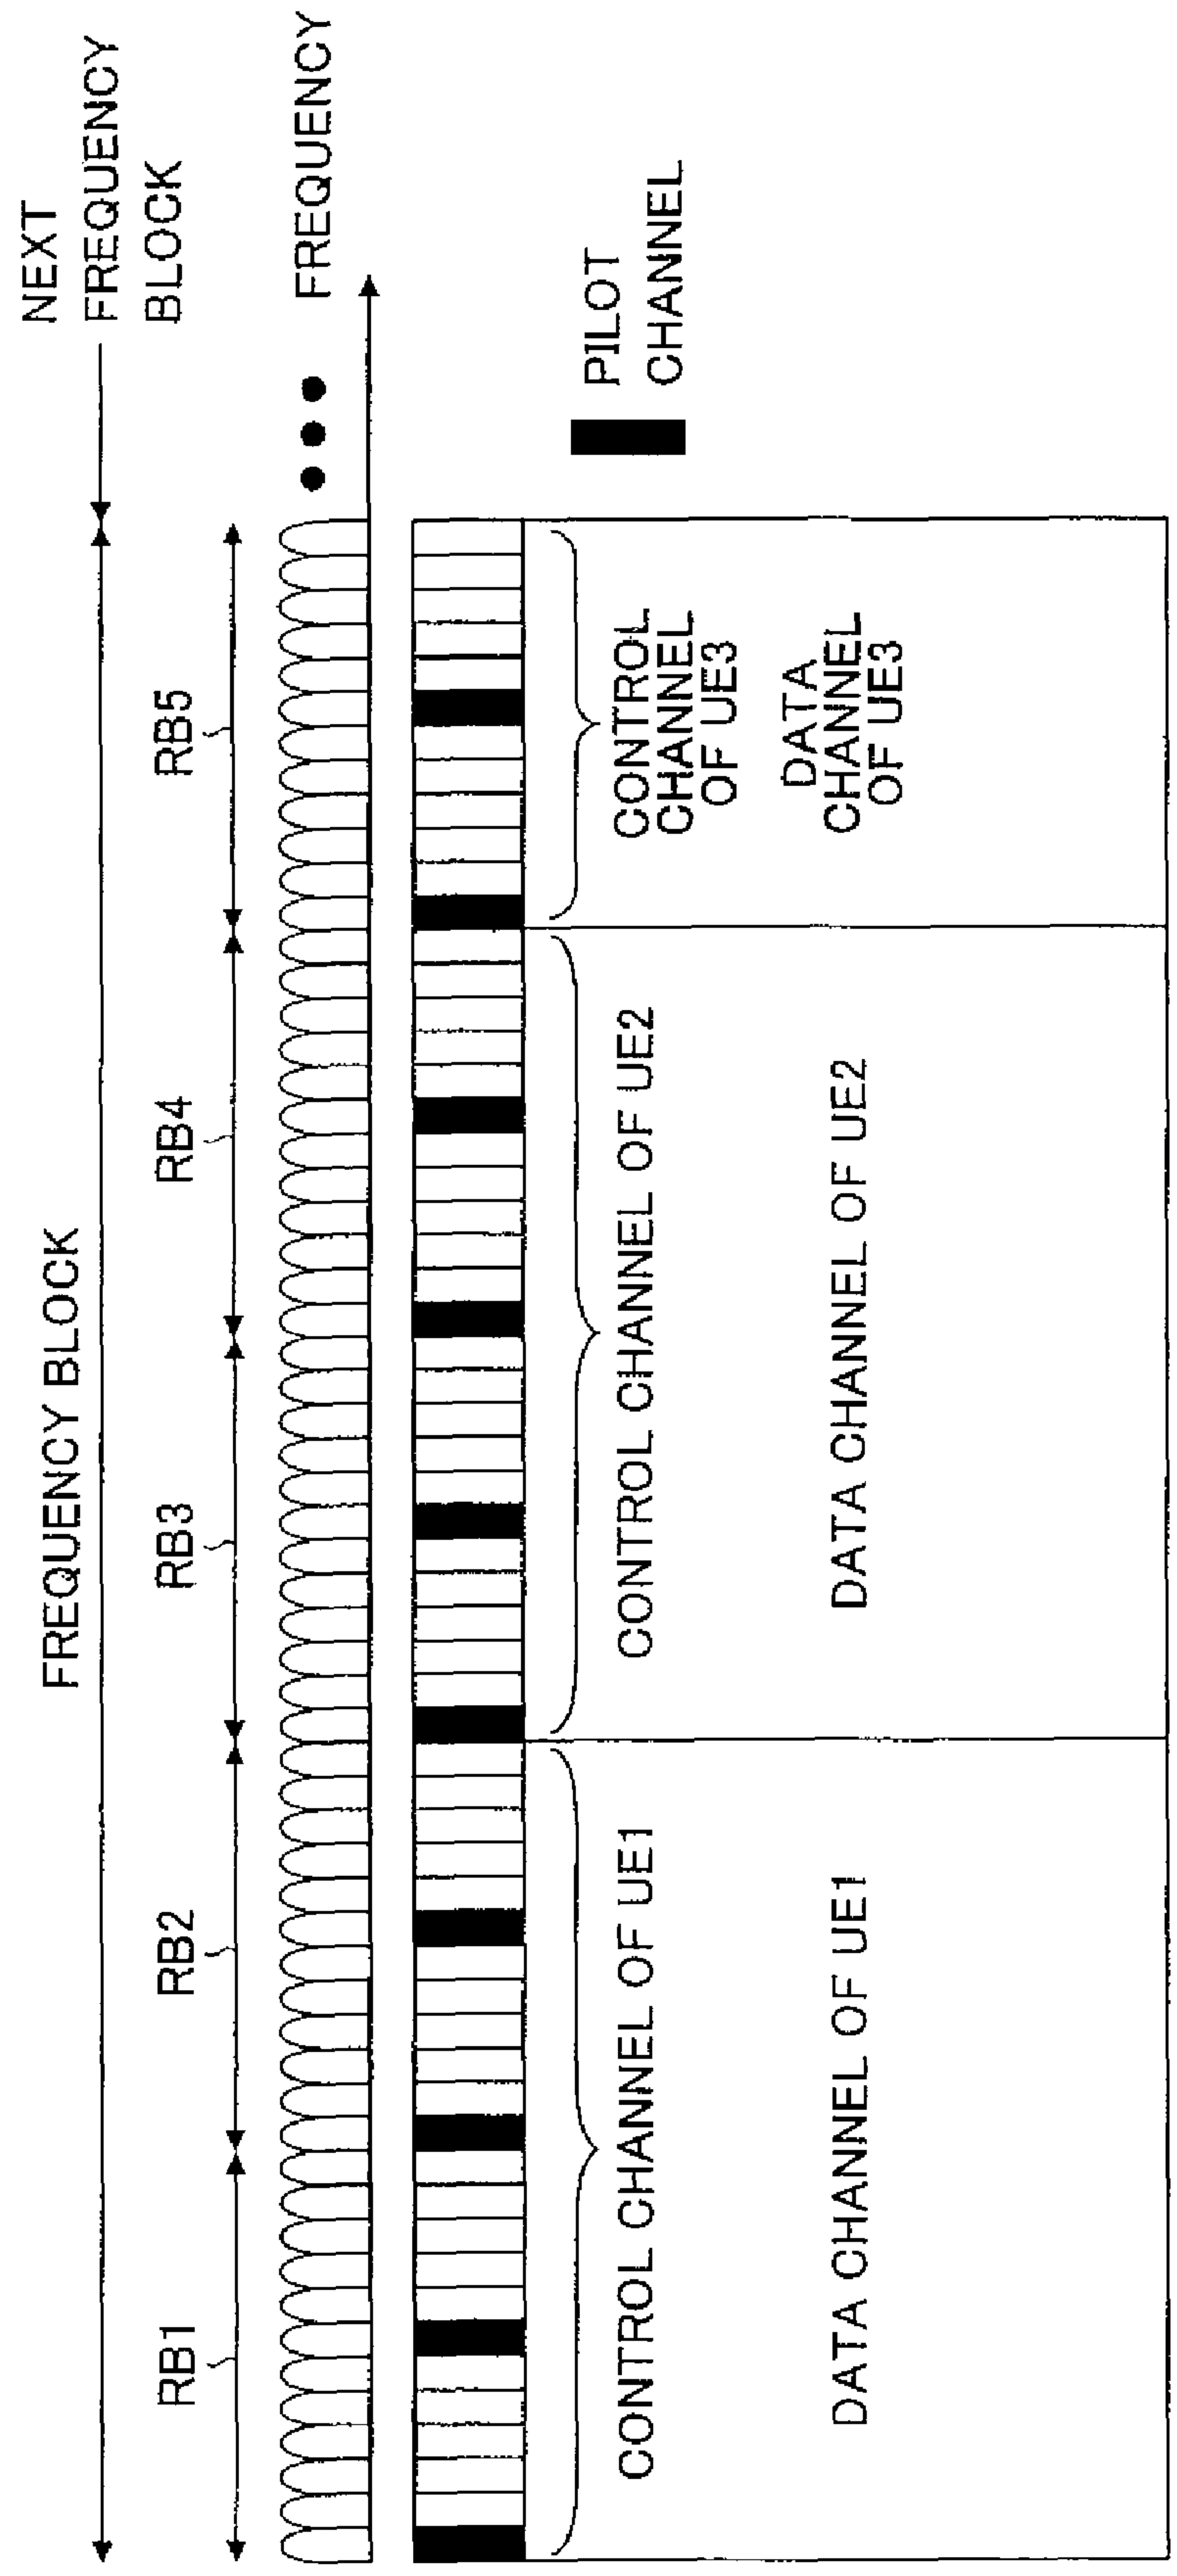 FREQUENCY BLOCK
NEXT
FREQUENCY
BLOCK
RB1
RB2
RB3
RB4
RB5
FREQUENCY
PILOT
CHANNEL
CONTROL CHANNEL OF UE1
CONTROL CHANNEL OF UE2
CONTROL
CHANNEL
OF UE3
DATA CHANNEL OF UE1
DATA CHANNEL OF UE2
DATA
CHANNEL
OF UE3